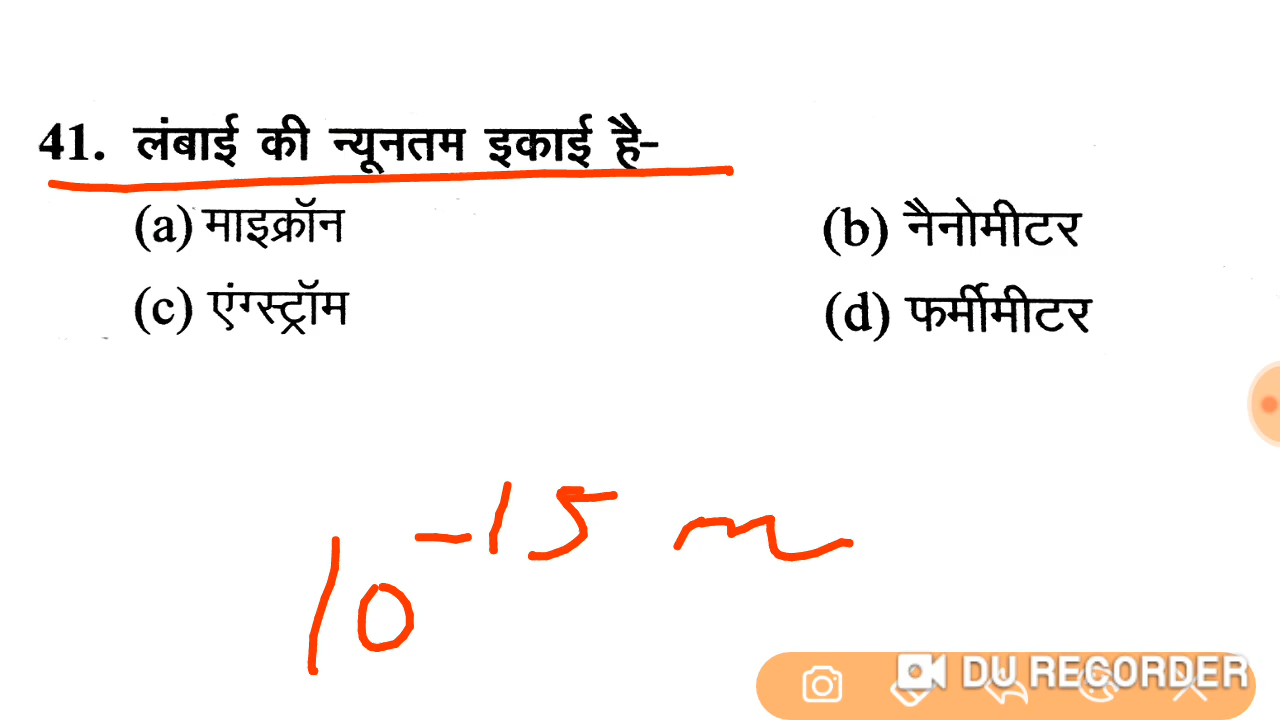 41. लंबाई की न्यूनतम इकाई है-
(a) माइक्रॉन (b) नैनोमीटर
(c) एंग्स्ट्रॉम (d) फर्मीमीटर
10⁻¹⁵ m
DU RECORDER